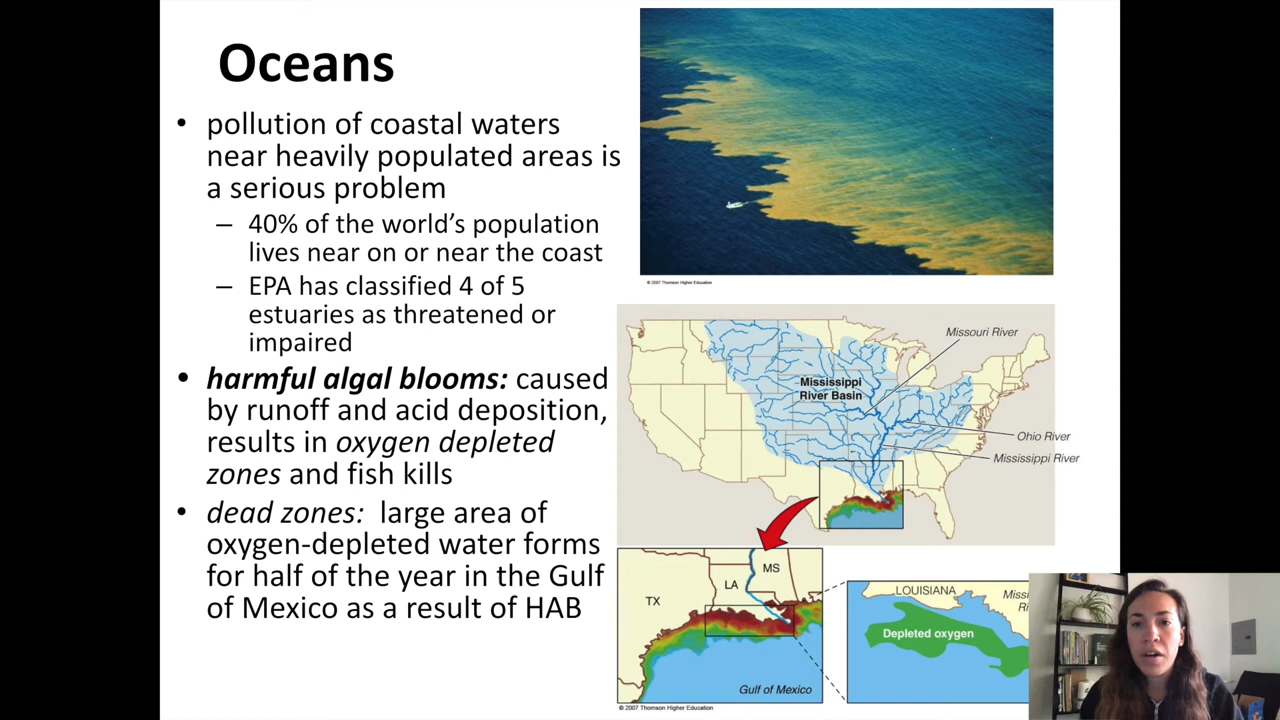 Oceans
• pollution of coastal waters
near heavily populated areas is
a serious problem
– 40% of the world's population
lives near on or near the coast
– EPA has classified 4 of 5
estuaries as threatened or
impaired
• harmful algal blooms: caused
by runoff and acid deposition,
results in oxygen depleted
zones and fish kills
• dead zones: large area of
oxygen-depleted water forms
for half of the year in the Gulf
of Mexico as a result of HAB
© 2007 Thomson Higher Education
Missouri River
Mississippi
River Basin
Ohio River
Mississippi River
MS
LA
TX
Gulf of Mexico
© 2007 Thomson Higher Education
LOUISIANA
Depleted oxygen